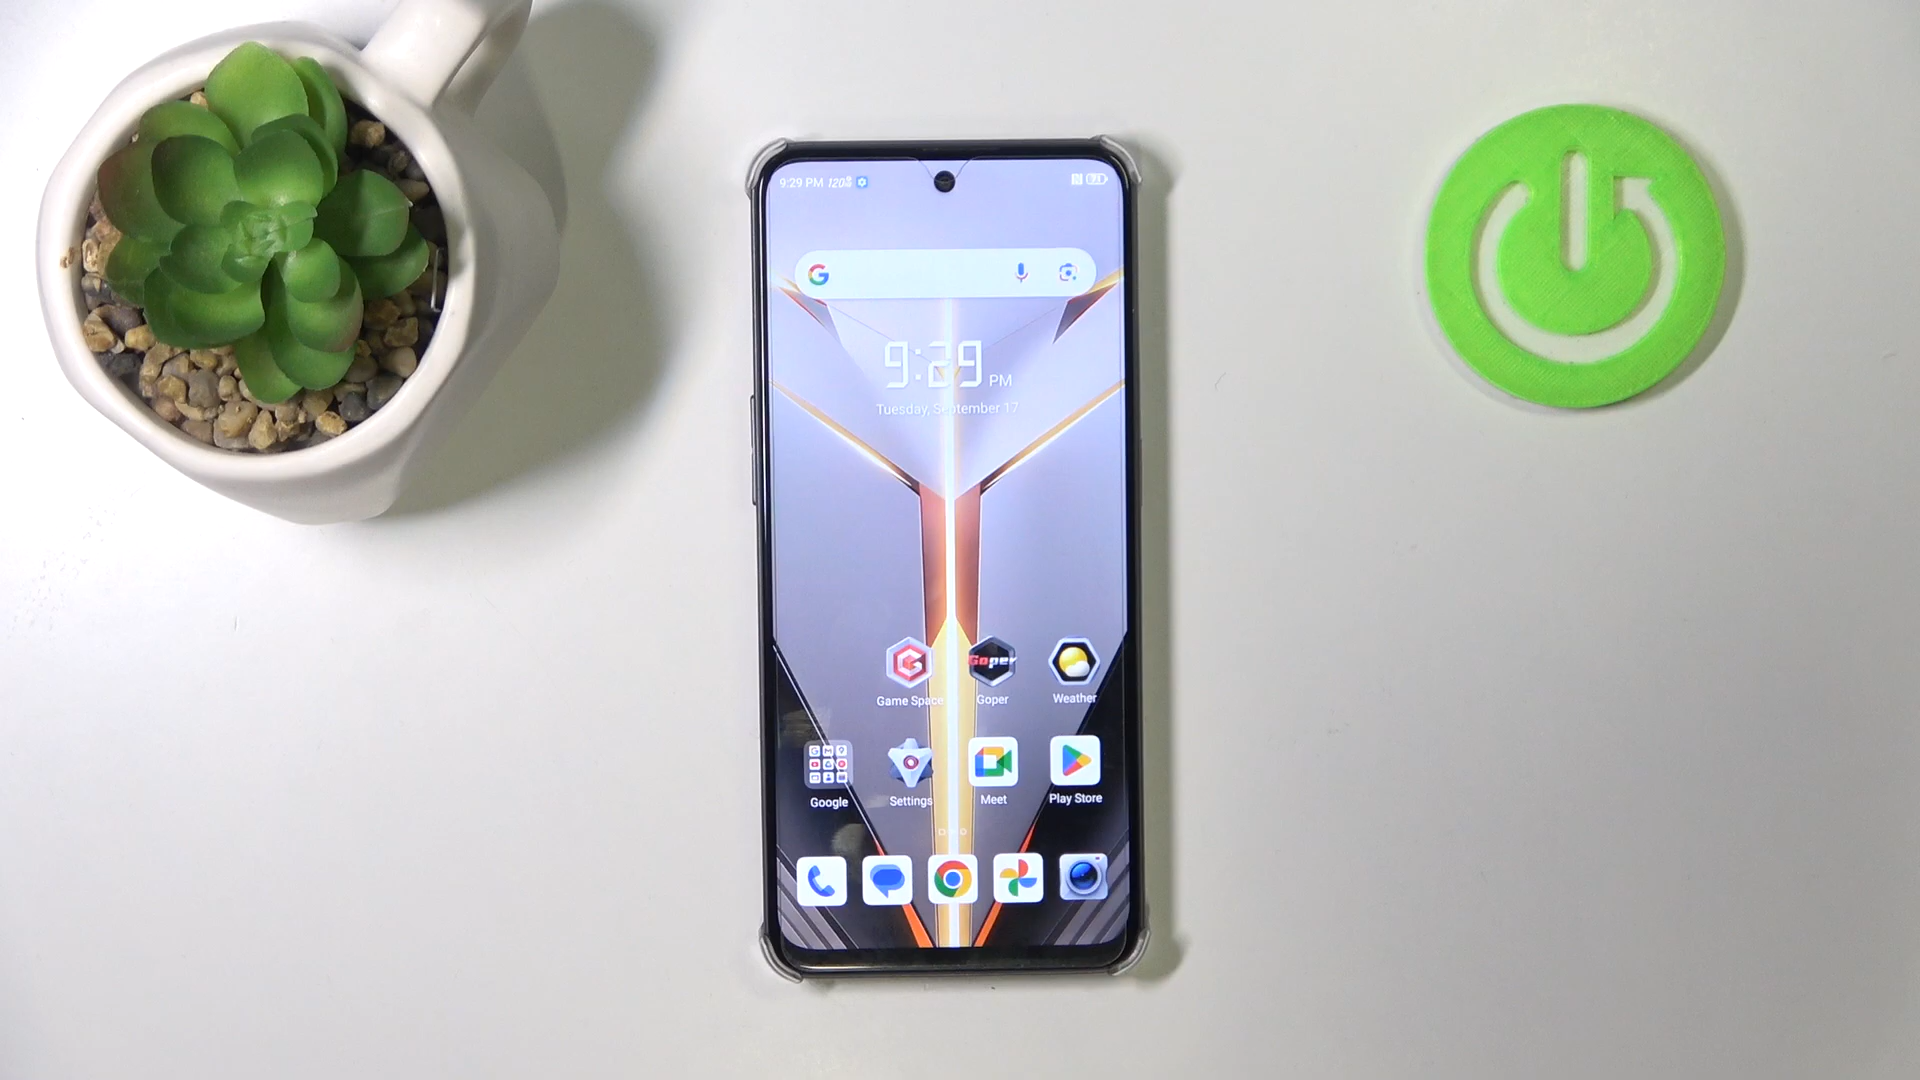 9:29 PM 120
9:29 PM
Tuesday, September 17
Game Space
Goper
Goper
Weather
Google
Settings
Meet
Play Store